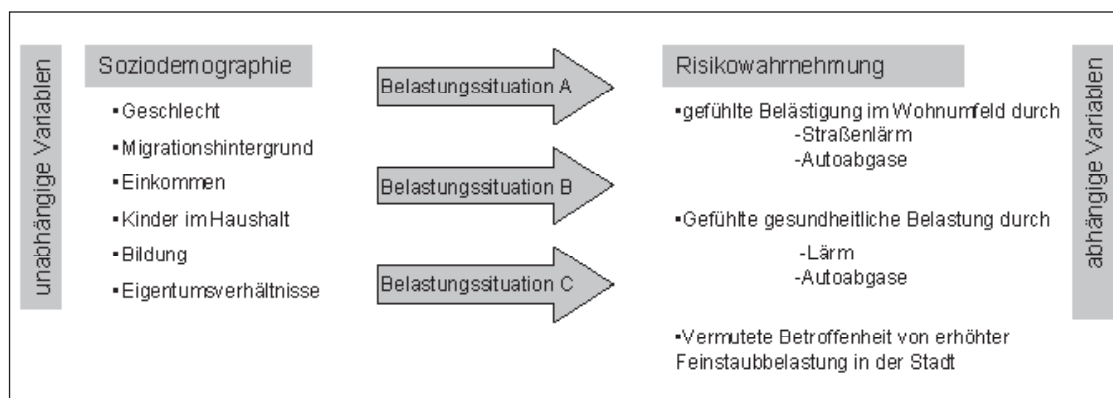 unabhängige Variablen
Soziodemographie
▪Geschlecht
▪Migrationshintergrund
▪Einkommen
▪Kinder im Haushalt
▪Bildung
▪Eigentumsverhältnisse
Belastungssituation A
Belastungssituation B
Belastungssituation C
Risikowahrnehmung
▪gefühlte Belästigung im Wohnumfeld durch
-Straßenlärm
-Autoabgase
▪Gefühlte gesundheitliche Belastung durch
-Lärm
-Autoabgase
▪Vermutete Betroffenheit von erhöhter
Feinstaubbelastung in der Stadt
abhängige Variablen